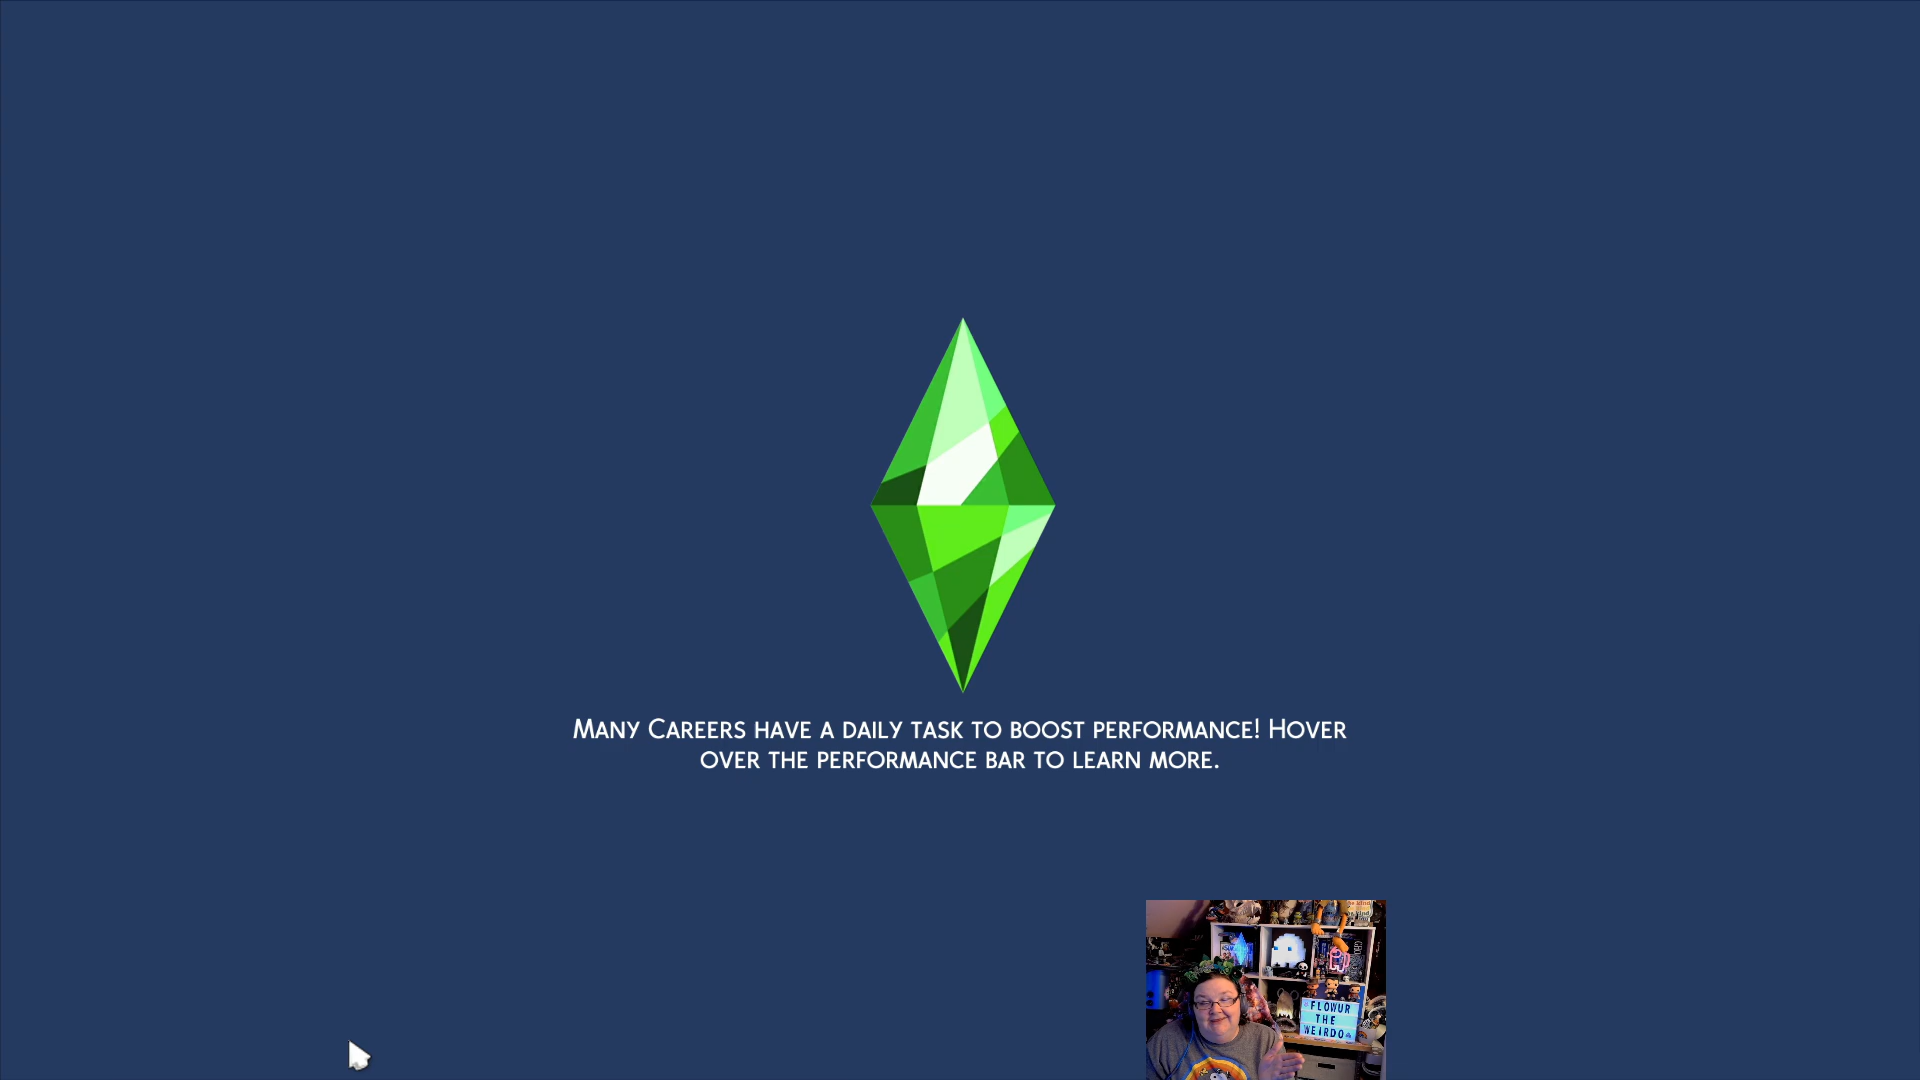 Many Careers have a daily task to boost performance! Hover
over the performance bar to learn more.
FLOWUR
THE
WEIRDO